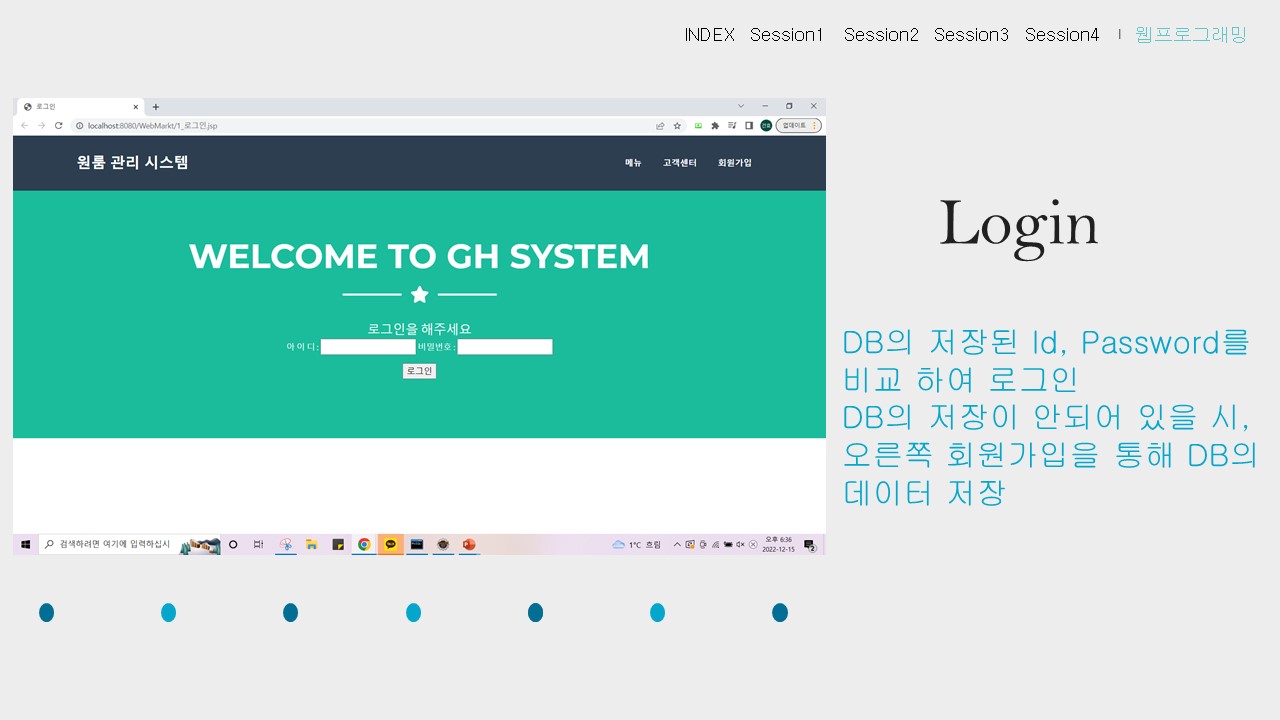 INDEX Session1 Session2 Session3 Session4 | 웹프로그래밍
로그인
localhost:8080/WebMarkt/1_로그인.jsp
업데이트
원룸 관리 시스템
메뉴 고객센터 회원가입
WELCOME TO GH SYSTEM
로그인을 해주세요
아 이 디 : 비밀번호 :
로그인
검색하려면 여기에 입력하십시
1°C 흐림
오후 6:36
2022-12-15
2
Login
DB의 저장된 Id, Password를
비교 하여 로그인
DB의 저장이 안되어 있을 시,
오른쪽 회원가입을 통해 DB의
데이터 저장